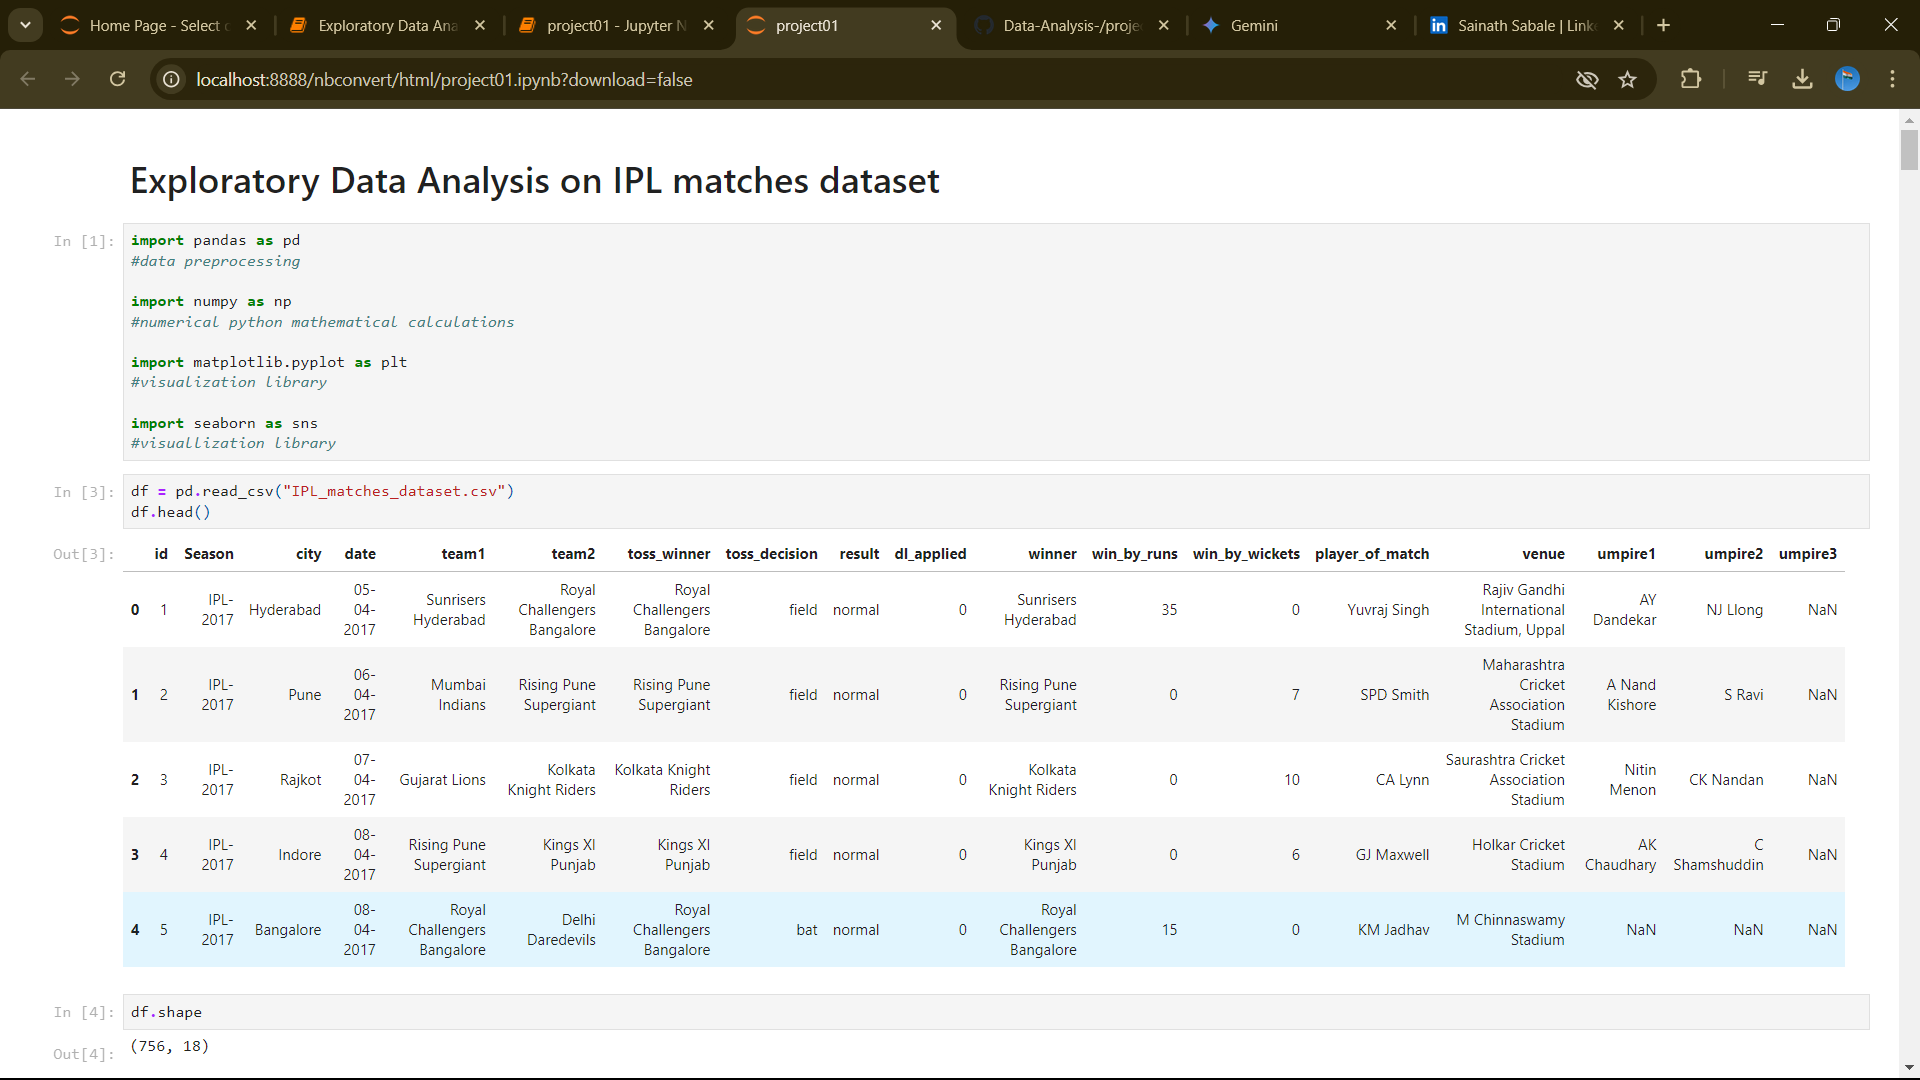 Home Page - Select
Exploratory Data Ana
project01 - Jupyter N
project01
Data-Analysis-/proje
Gemini
Sainath Sabale | Linke
localhost:8888/nbconvert/html/project01.ipynb?download=false
Exploratory Data Analysis on IPL matches dataset
In [1]:
import pandas as pd
#data preprocessing
import numpy as np
#numerical python mathematical calculations
import matplotlib.pyplot as plt
#visualization library
import seaborn as sns
#visuallization library
In [3]:
df = pd.read_csv("IPL_matches_dataset.csv")
df.head()
Out[3]:
id Season city date team1 team2 toss_winner toss_decision result dl_applied winner win_by_runs win_by_wickets player_of_match venue umpire1 umpire2 umpire3
0 1 IPL-2017 Hyderabad 05-04-2017 Sunrisers Hyderabad Royal Challengers Bangalore Royal Challengers Bangalore field normal 0 Sunrisers Hyderabad 35 0 Yuvraj Singh Rajiv Gandhi International Stadium, Uppal AY Dandekar NJ Llong NaN
1 2 IPL-2017 Pune 06-04-2017 Mumbai Indians Rising Pune Supergiant Rising Pune Supergiant field normal 0 Rising Pune Supergiant 0 7 SPD Smith Maharashtra Cricket Association Stadium A Nand Kishore S Ravi NaN
2 3 IPL-2017 Rajkot 07-04-2017 Gujarat Lions Kolkata Knight Riders Kolkata Knight Riders field normal 0 Kolkata Knight Riders 0 10 CA Lynn Saurashtra Cricket Association Stadium Nitin Menon CK Nandan NaN
3 4 IPL-2017 Indore 08-04-2017 Rising Pune Supergiant Kings XI Punjab Kings XI Punjab field normal 0 Kings XI Punjab 0 6 GJ Maxwell Holkar Cricket Stadium AK Chaudhary C Shamshuddin NaN
4 5 IPL-2017 Bangalore 08-04-2017 Royal Challengers Bangalore Delhi Daredevils Royal Challengers Bangalore bat normal 0 Royal Challengers Bangalore 15 0 KM Jadhav M Chinnaswamy Stadium NaN NaN NaN
In [4]:
df.shape
Out[4]:
(756, 18)